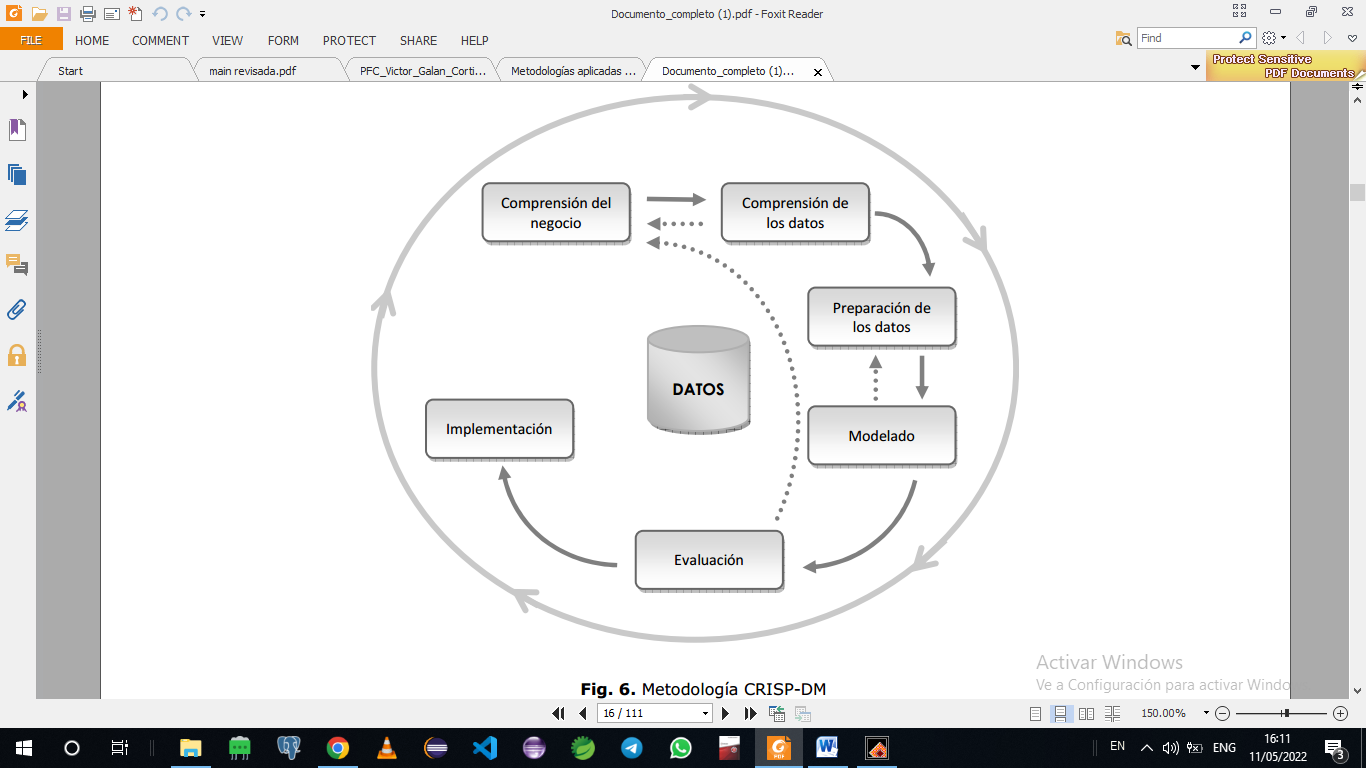 Documento_completo (1).pdf - Foxit Reader
FILE HOME COMMENT VIEW FORM PROTECT SHARE HELP
Find
Start
main revisada.pdf
PFC_Victor_Galan_Corti...
Metodologías aplicadas ...
Documento_completo (1)...
Protect Sensitive
PDF Documents
Comprensión del
negocio
Comprensión de
los datos
Preparación de
los datos
DATOS
Implementación
Modelado
Evaluación
Activar Windows
Ve a Configuración para activar Windows
Fig. 6. Metodología CRISP-DM
16 / 111
150.00%
EN
ENG
16:11
11/05/2022
3